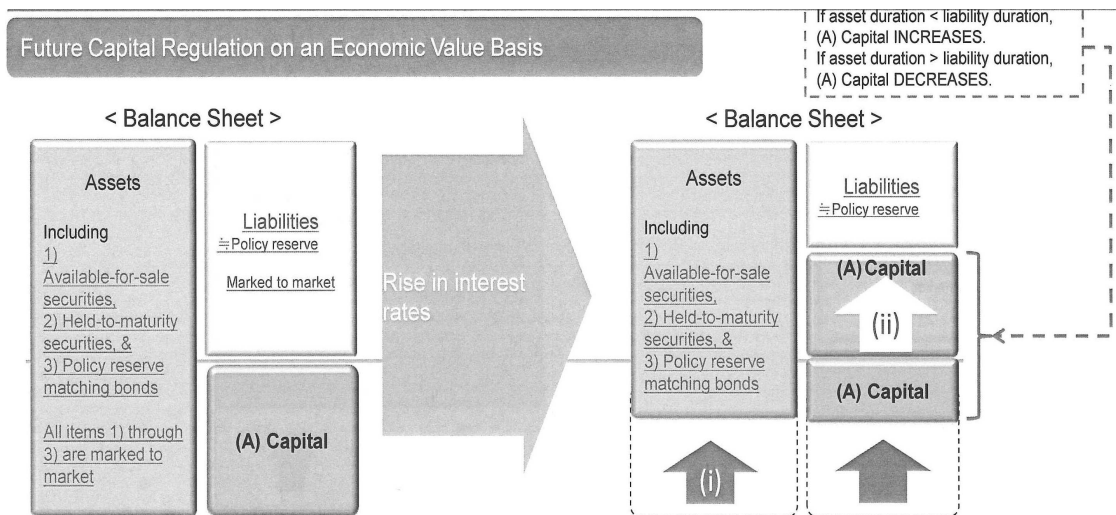 If asset duration < liability duration,
(A) Capital INCREASES.
If asset duration > liability duration,
(A) Capital DECREASES.
Future Capital Regulation on an Economic Value Basis
< Balance Sheet >
Assets
Including
1)
Available-for-sale
securities,
2) Held-to-maturity
securities, &
3) Policy reserve
matching bonds
All items 1) through
3) are marked to
market
Liabilities
≒Policy reserve
Marked to market
(A) Capital
Rise in interest
rates
< Balance Sheet >
Assets
Including
1)
Available-for-sale
securities,
2) Held-to-maturity
securities, &
3) Policy reserve
matching bonds
(i)
Liabilities
≒Policy reserve
(A) Capital
(ii)
(A) Capital